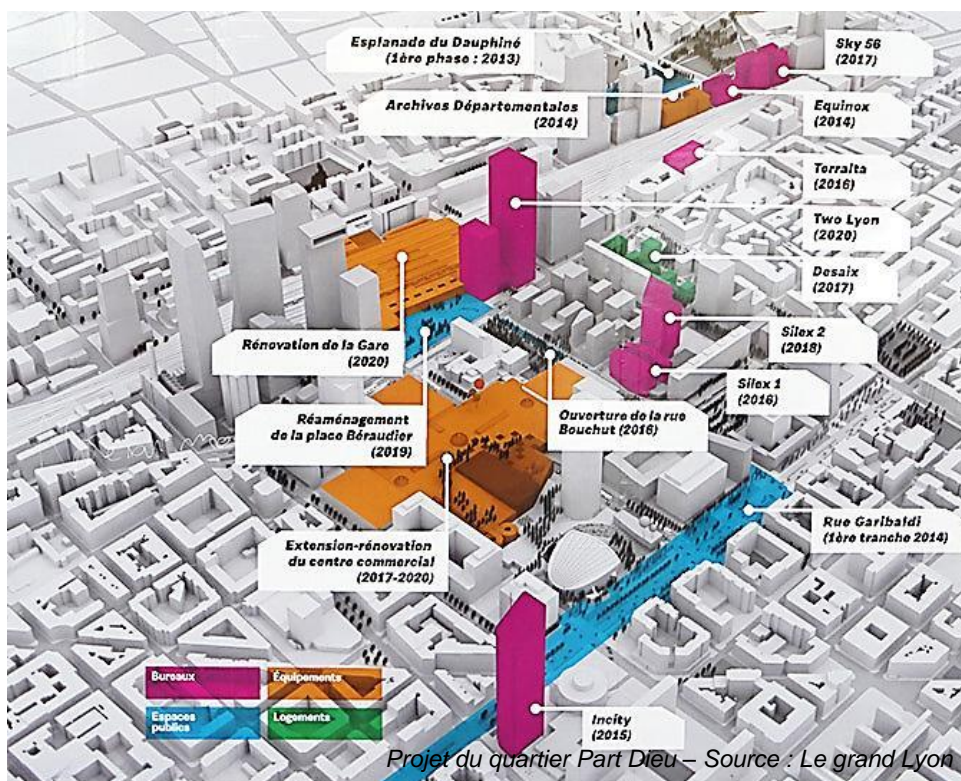 Esplanade du Dauphiné
(1ère phase : 2013)
Sky 56
(2017)
Archives Départementales
(2014)
Equinox
(2014)
Terralta
(2016)
Two Lyon
(2020)
Desaix
(2017)
Rénovation de la Gare
(2020)
Silex 2
(2018)
Silex 1
(2016)
Réaménagement
de la place Béraudier
(2019)
Ouverture de la rue
Bouchut (2016)
Rue Garibaldi
(1ère tranche 2014)
Extension-rénovation
du centre commercial
(2017-2020)
Bureaux
Équipements
Espaces
publics
Logements
Incity
(2015)
Projet du quartier Part Dieu – Source : Le grand Lyon